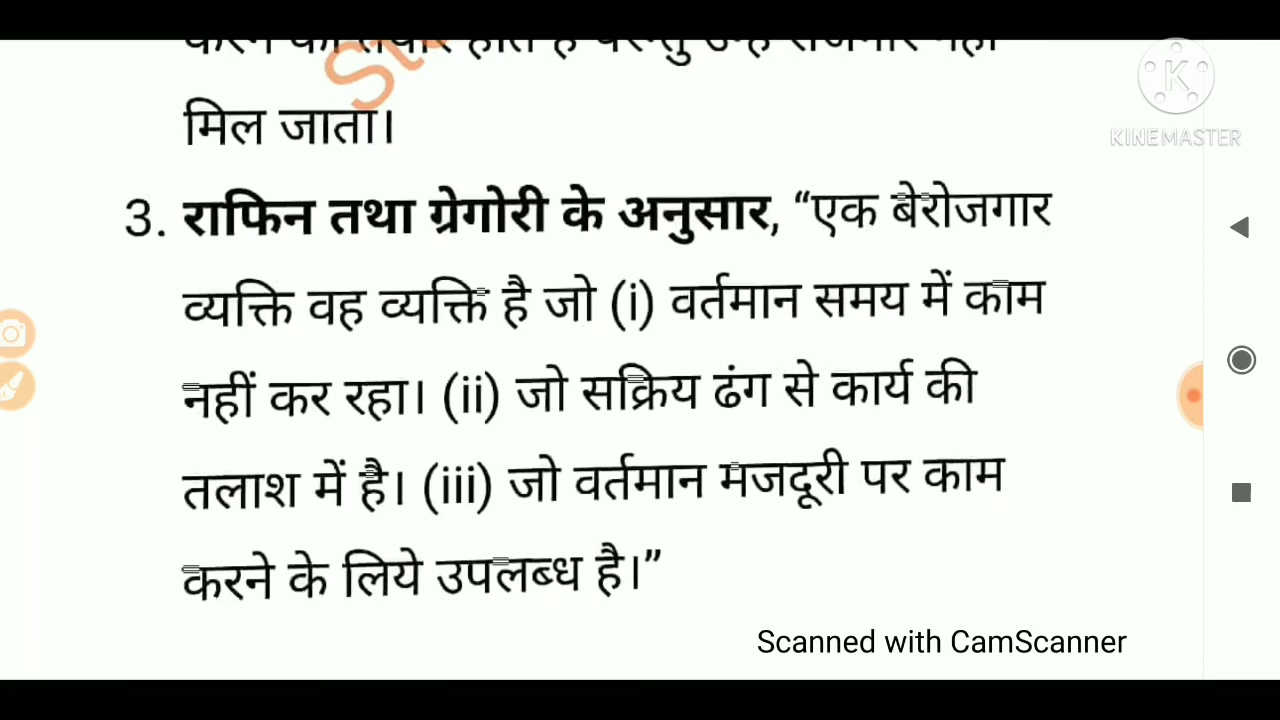 मिल जाता।
KINEMASTER
3. राफिन तथा ग्रेगोरी के अनुसार, “एक बेरोजगार
व्यक्ति वह व्यक्ति है जो (i) वर्तमान समय में काम
नहीं कर रहा। (ii) जो सक्रिय ढंग से कार्य की
तलाश में है। (iii) जो वर्तमान मजदूरी पर काम
करने के लिये उपलब्ध है।”
Scanned with CamScanner